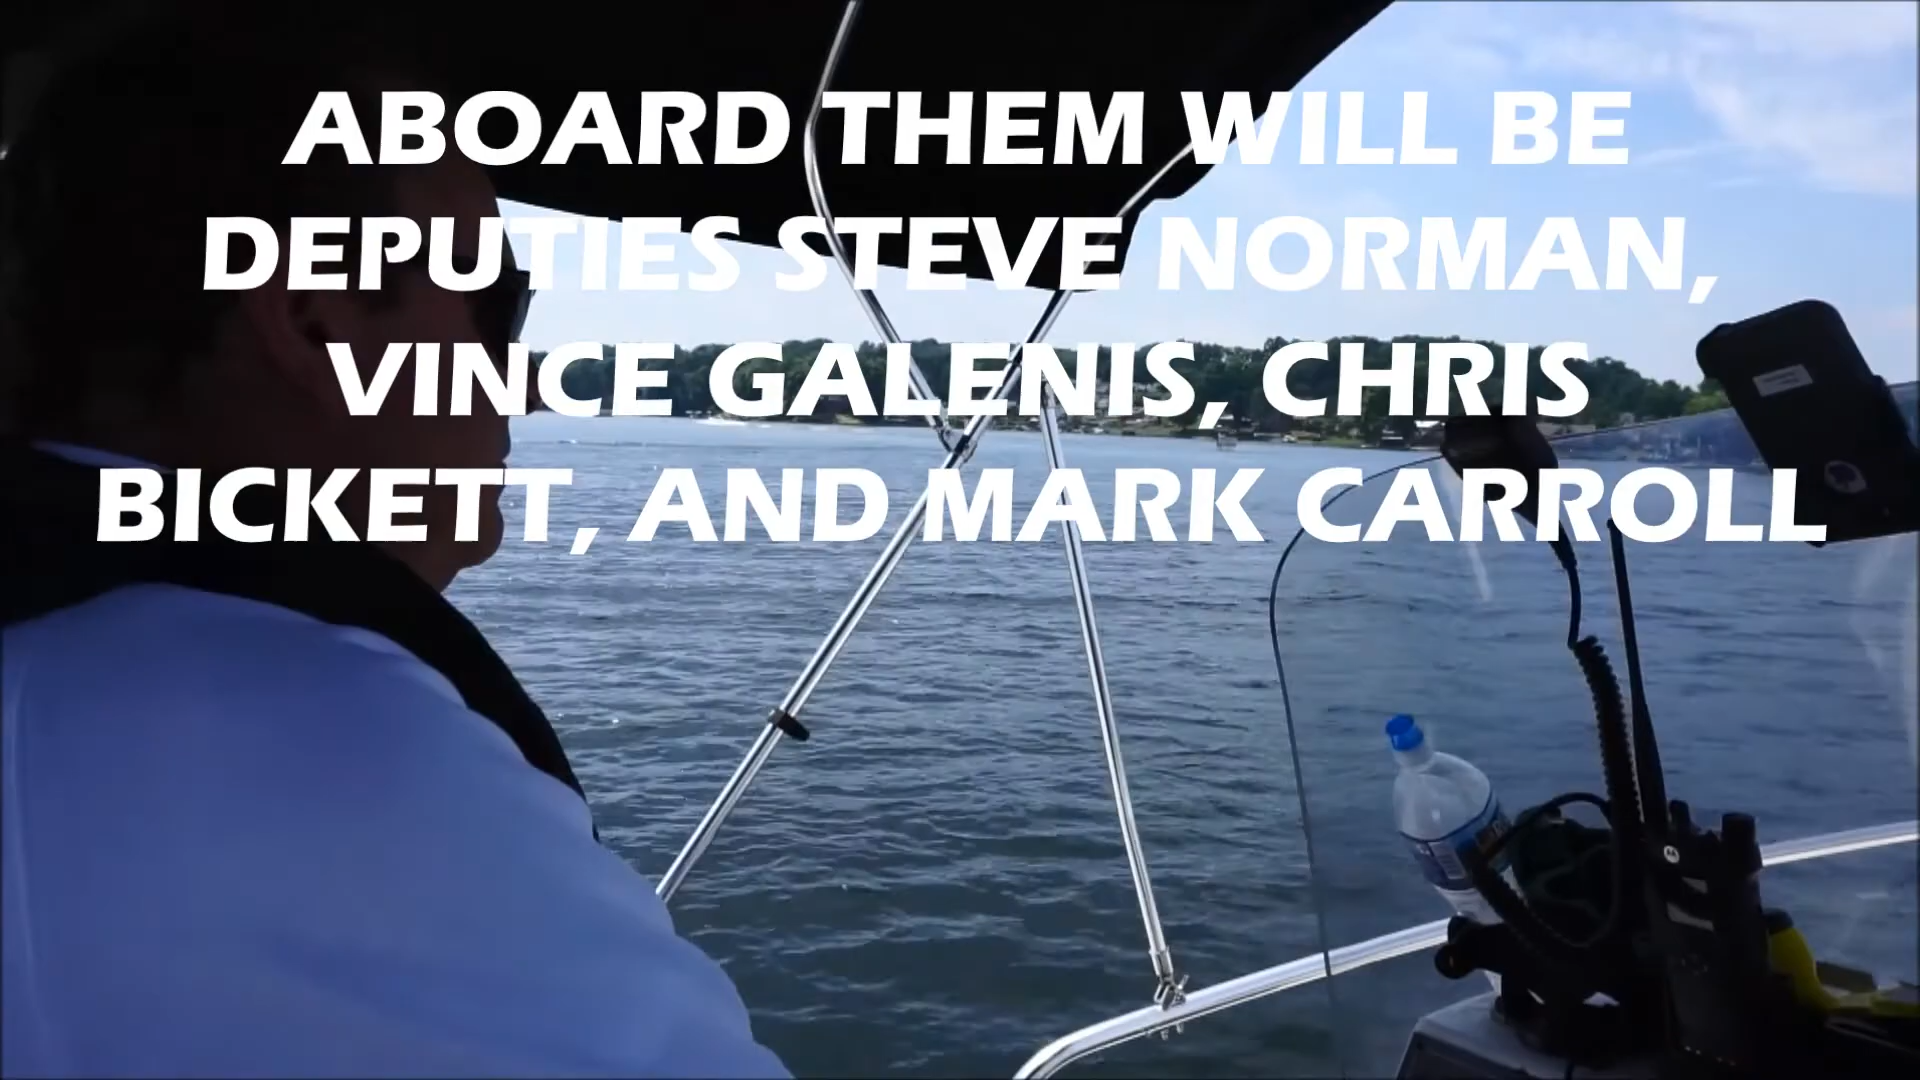 ABOARD THEM WILL BE
DEPUTIES STEVE NORMAN,
VINCE GALENIS, CHRIS
BICKETT, AND MARK CARROLL